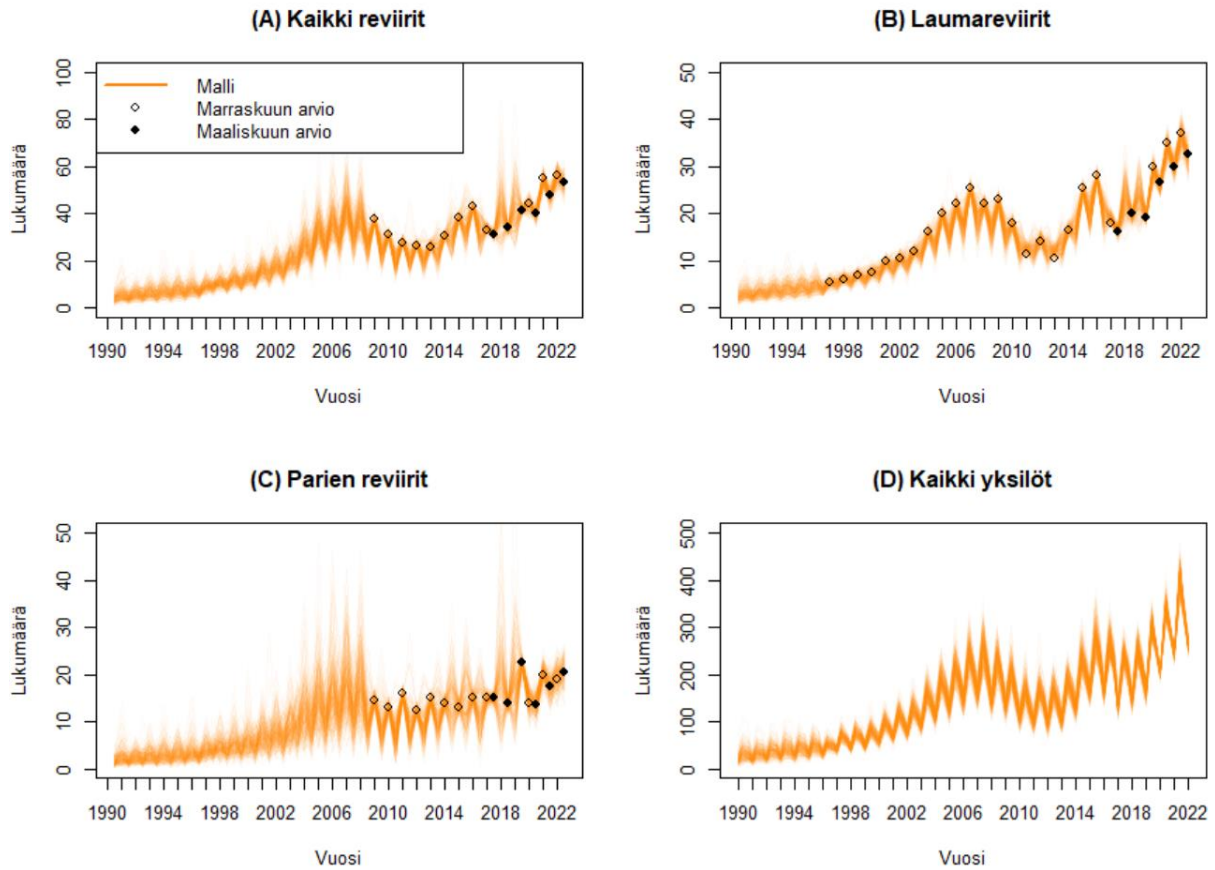 (A) Kaikki reviirit
Lukumäärä
100
80
60
40
20
0
Malli
Marraskuun arvio
Maaliskuun arvio
1990 1994 1998 2002 2006 2010 2014 2018 2022
Vuosi
(B) Laumareviirit
Lukumäärä
50
40
30
20
10
0
1990 1994 1998 2002 2006 2010 2014 2018 2022
Vuosi
(C) Parien reviirit
Lukumäärä
50
40
30
20
10
0
1990 1994 1998 2002 2006 2010 2014 2018 2022
Vuosi
(D) Kaikki yksilöt
Lukumäärä
500
400
300
200
100
0
1990 1994 1998 2002 2006 2010 2014 2018 2022
Vuosi